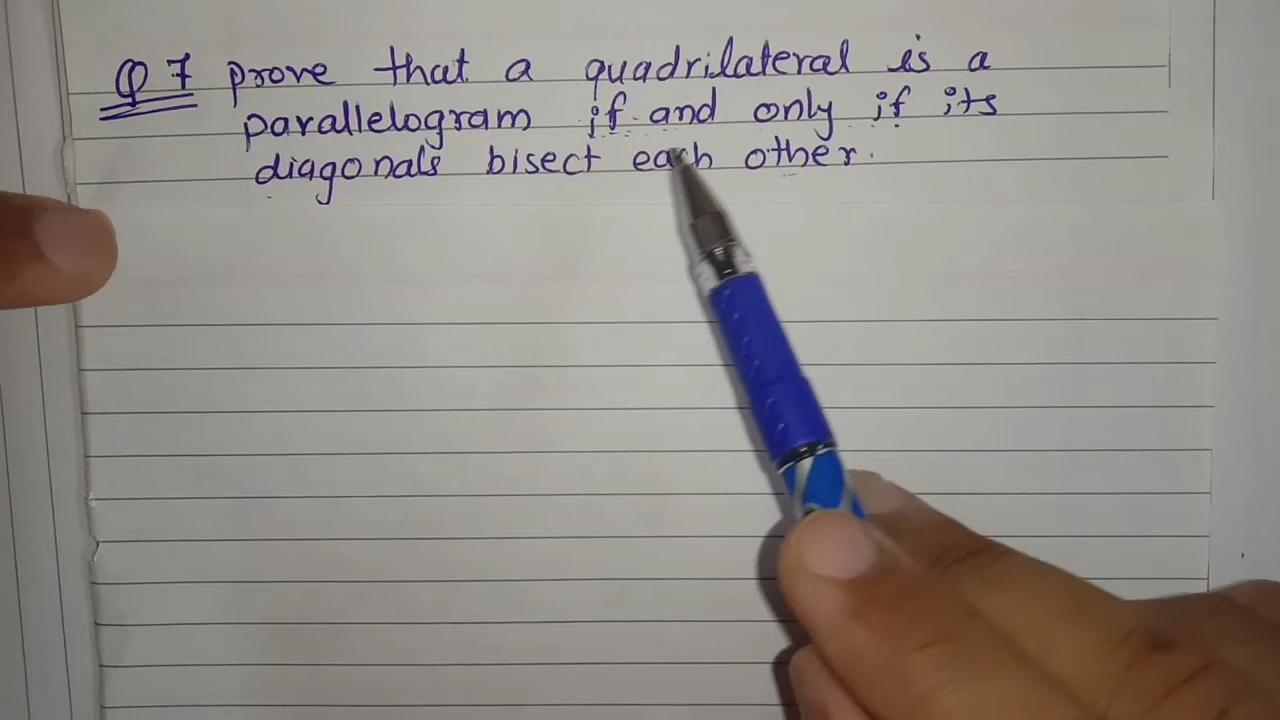 Q 7 prove that a quadrilateral is a
parallelogram if and only if its
diagonals bisect each other.